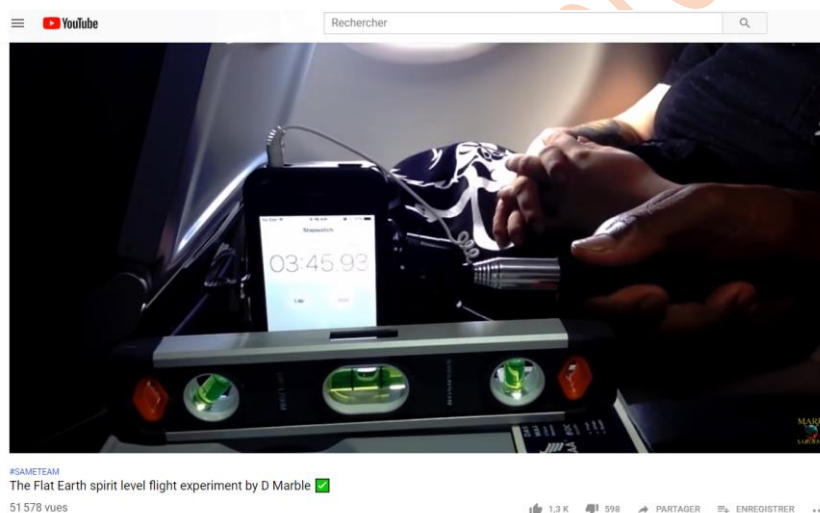 YouTube
Rechercher
Stopwatch
03:45.93
#SAMETEAM
The Flat Earth spirit level flight experiment by D Marble ✅
51 578 vues
1,3 K 598 PARTAGER ENREGISTRER ...